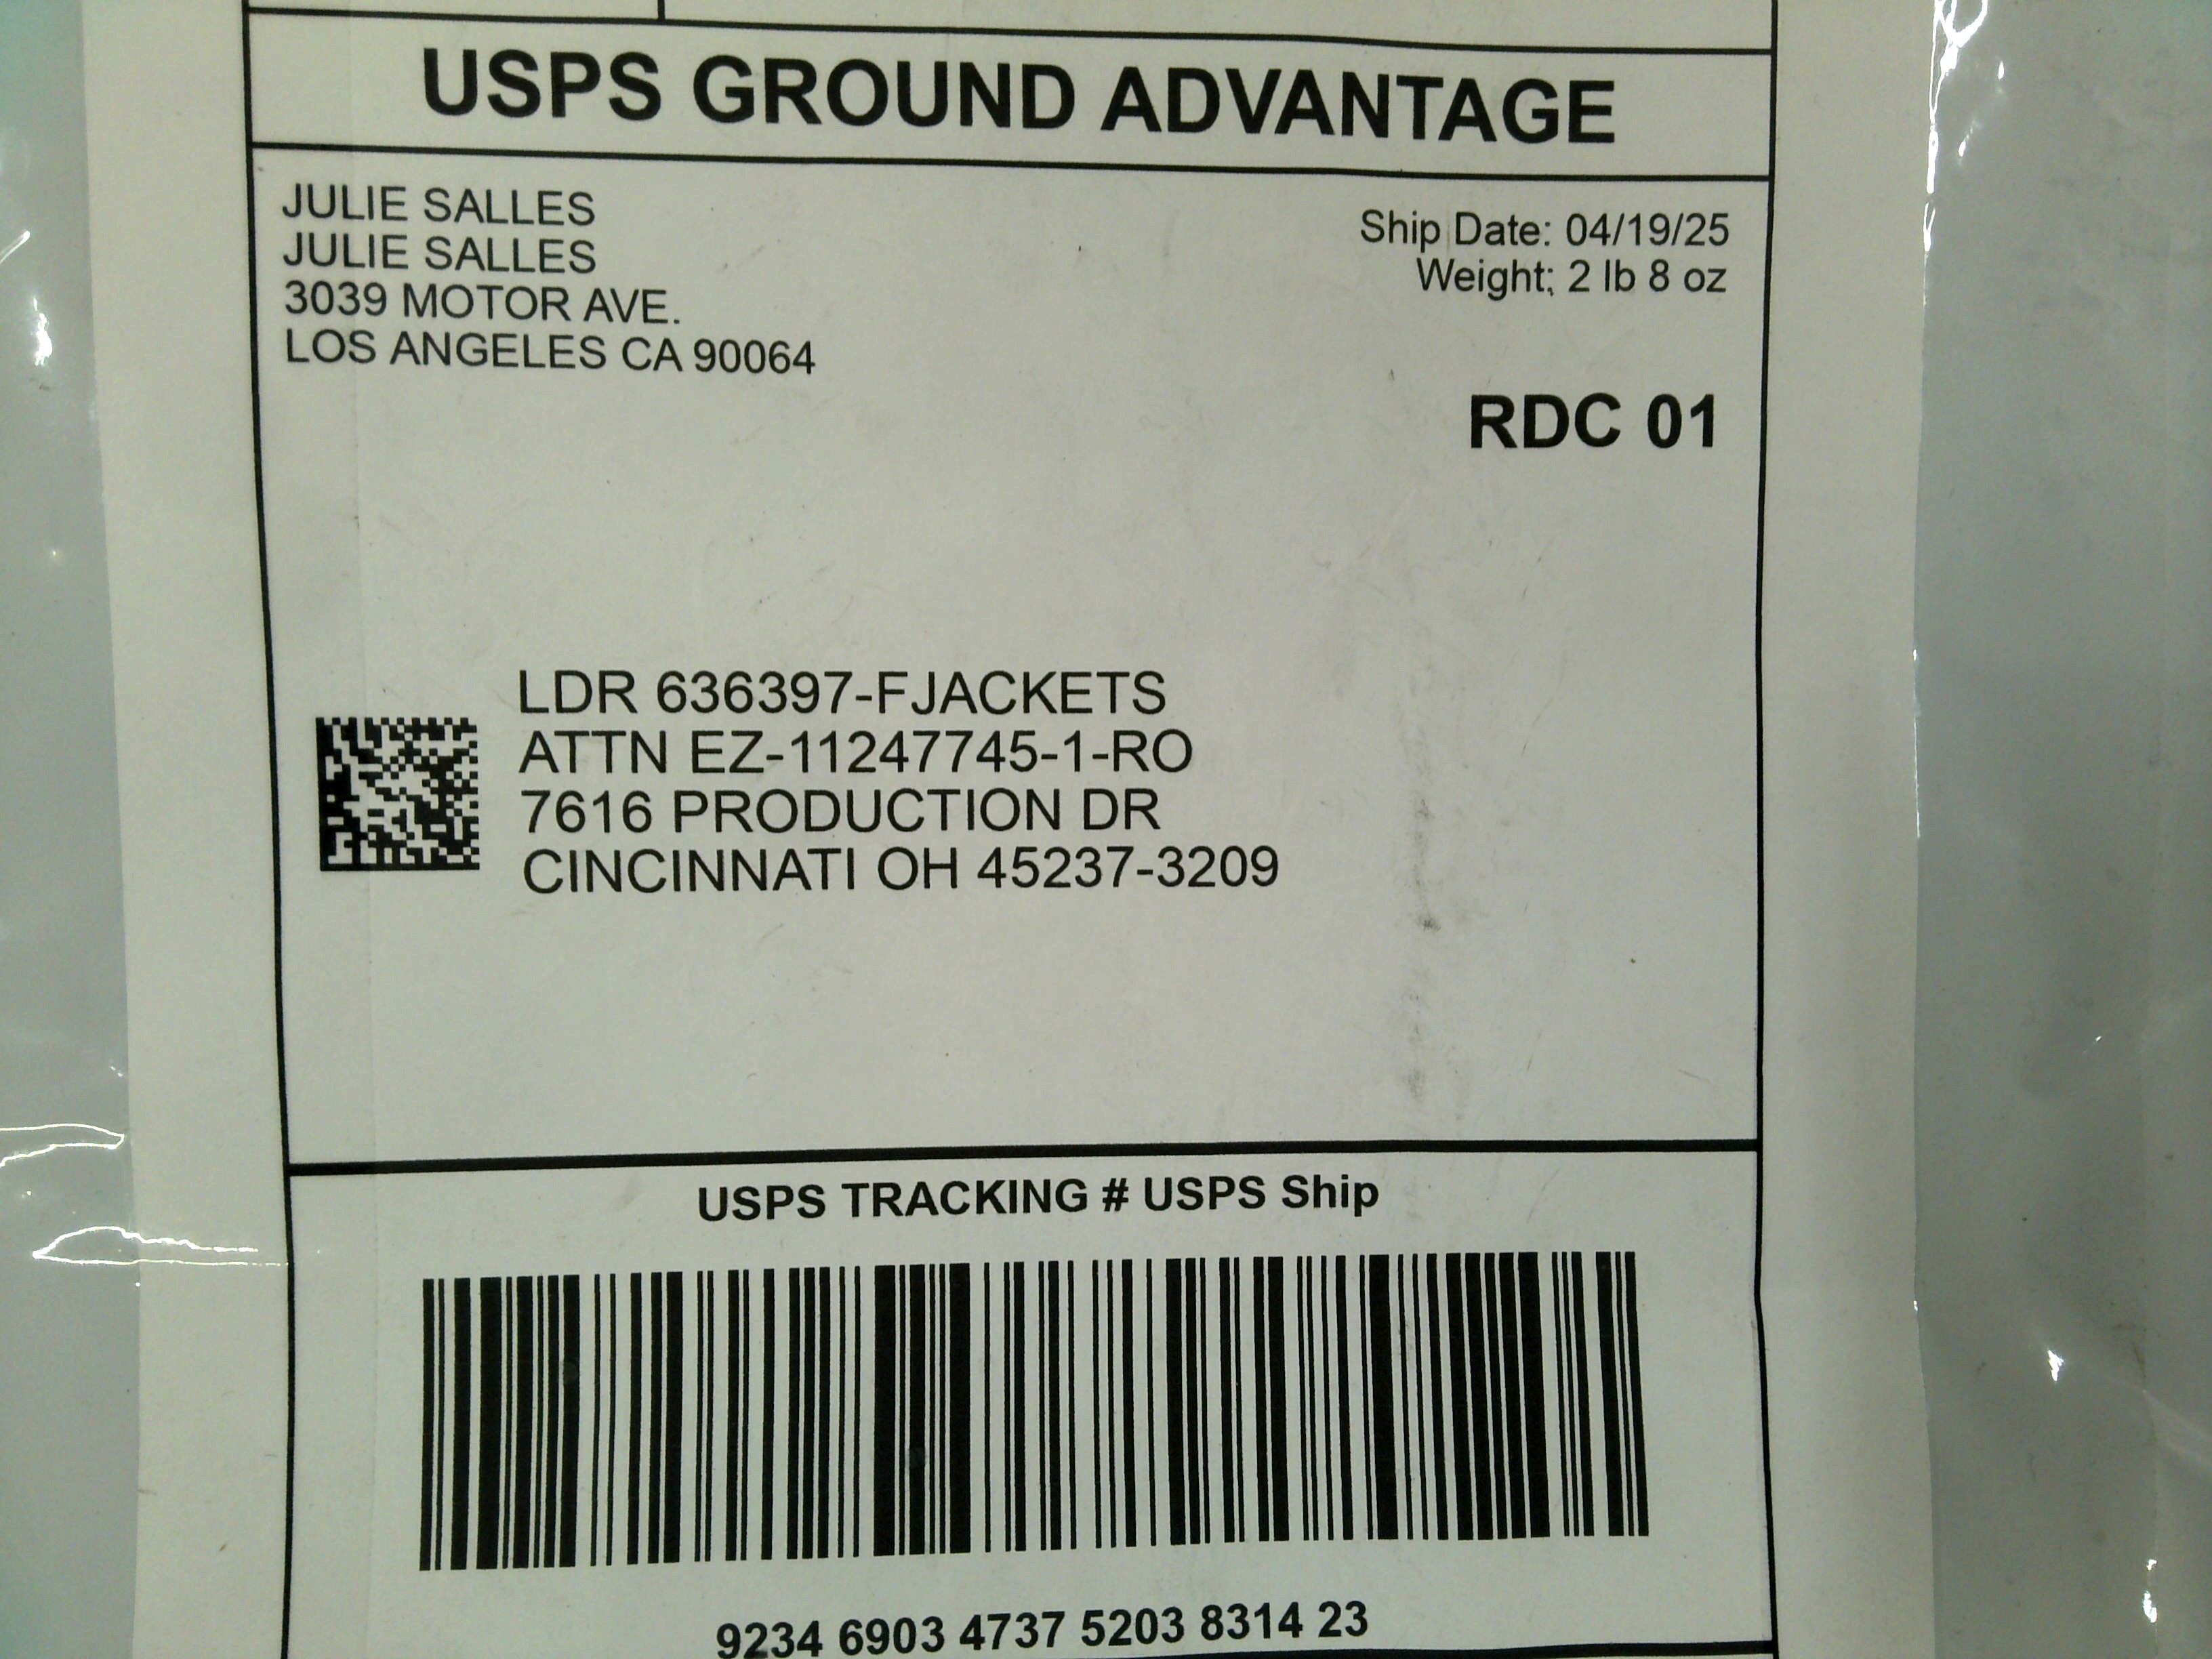 USPS GROUND ADVANTAGE
JULIE SALLES
JULIE SALLES
3039 MOTOR AVE.
LOS ANGELES CA 90064
Ship Date: 04/19/25
Weight: 2 lb 8 oz
RDC 01
LDR 636397-FJACKETS
ATTN EZ-11247745-1-RO
7616 PRODUCTION DR
CINCINNATI OH 45237-3209
USPS TRACKING # USPS Ship
9234 6903 4737 5203 8314 23